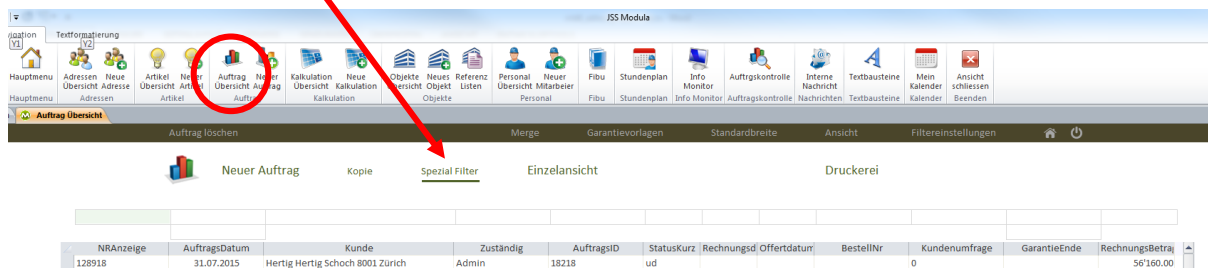 JSS Modula
Navigation Textformatierung
Y1 Y2
Hauptmenu Adressen Übersicht Neue Adresse Artikel Übersicht Neuer Artikel Auftrag Übersicht Neuer Auftrag Kalkulation Übersicht Neue Kalkulation Objekte Übersicht Neues Objekt Referenz Listen Personal Übersicht Neuer Mitarbeiter Fibu Stundenplan Info Monitor Auftrgskontrolle Interne Nachricht Textbausteine Mein Kalender Ansicht schliessen
Hauptmenu Adressen Artikel Auftrag Kalkulation Objekte Personal Fibu Stundenplan Info Monitor Auftragskontrolle Nachrichten Textbausteine Kalender Beenden
Auftrag Übersicht
Auftrag löschen Merge Garantievorlagen Standardbreite Ansicht Filtereinstellungen
Neuer Auftrag Kopie Spezial Filter Einzelansicht Druckerei
NRAnzeige AuftragsDatum Kunde Zuständig AuftragsID StatusKurz Rechnungsd Offertdatum BestellNr Kundenumfrage GarantieEnde RechnungsBetrag
128918 31.07.2015 Hertig Hertig Schoch 8001 Zürich Admin 18218 ud 0 56'160.00